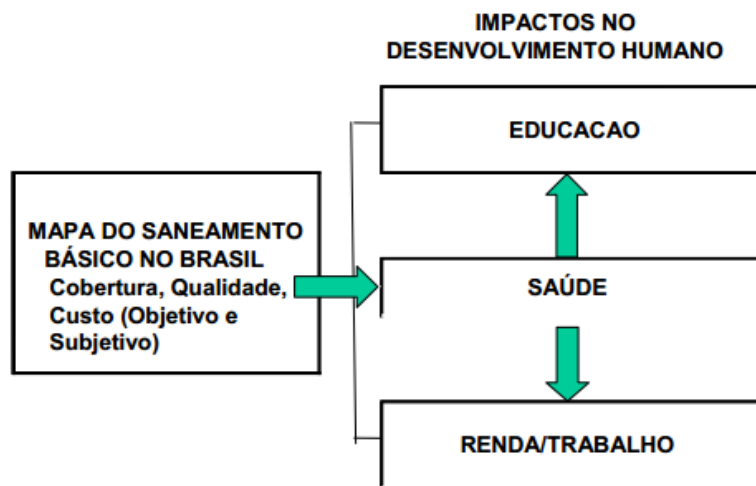 IMPACTOS NO
DESENVOLVIMENTO HUMANO
EDUCACAO
MAPA DO SANEAMENTO
BÁSICO NO BRASIL
Cobertura, Qualidade,
Custo (Objetivo e
Subjetivo)
SAÚDE
RENDA/TRABALHO